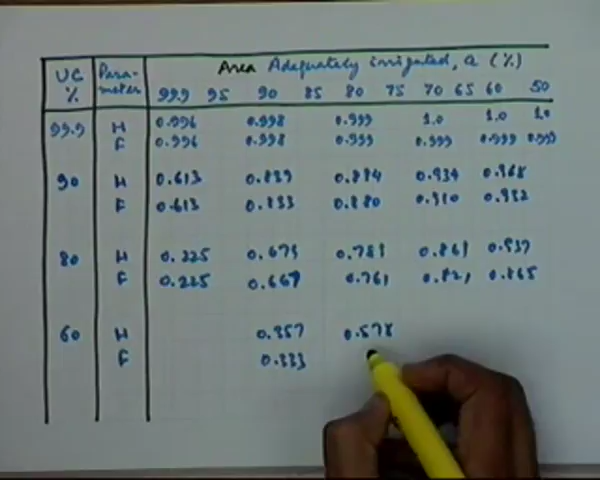 UC Para- Area Adequately irrigated, a (%)
% meter 99.9 95 90 85 80 75 70 65 60 50
99.9 H 0.996 0.998 0.999 1.0 1.0 1.0
F 0.996 0.998 0.999 0.999 0.999 0.999
90 H 0.613 0.839 0.884 0.934 0.968
F 0.613 0.833 0.880 0.910 0.932
80 H 0.225 0.675 0.781 0.861 0.937
F 0.225 0.667 0.761 0.821 0.865
60 H 0.357 0.578
F 0.333